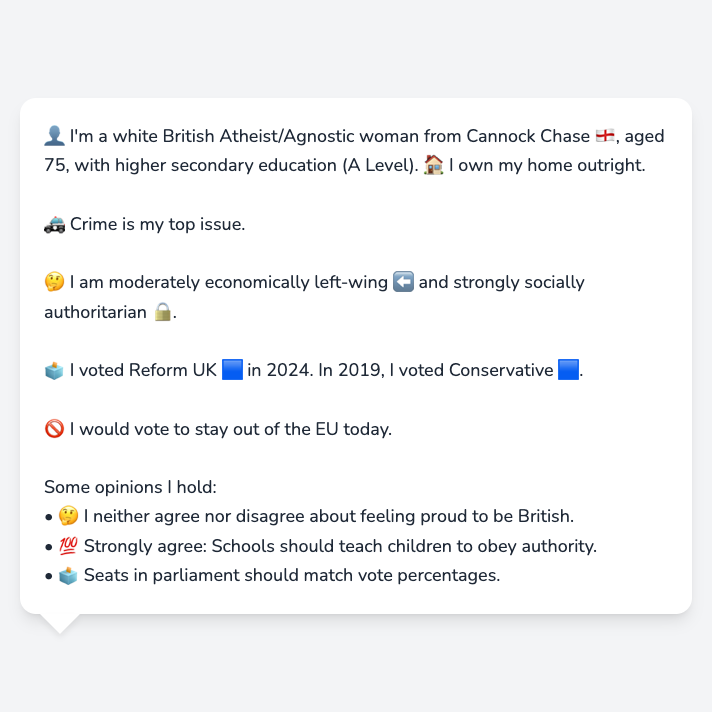 👤 I'm a white British Atheist/Agnostic woman from Cannock Chase 🏴󠁧󠁢󠁥󠁮󠁧󠁿, aged
75, with higher secondary education (A Level). 🏠 I own my home outright.
🚓 Crime is my top issue.
🤔 I am moderately economically left-wing ⬅️ and strongly socially
authoritarian 🔒.
🗳️ I voted Reform UK 🟦 in 2024. In 2019, I voted Conservative 🟦.
🚫 I would vote to stay out of the EU today.
Some opinions I hold:
• 🤔 I neither agree nor disagree about feeling proud to be British.
• 💯 Strongly agree: Schools should teach children to obey authority.
• 🗳️ Seats in parliament should match vote percentages.